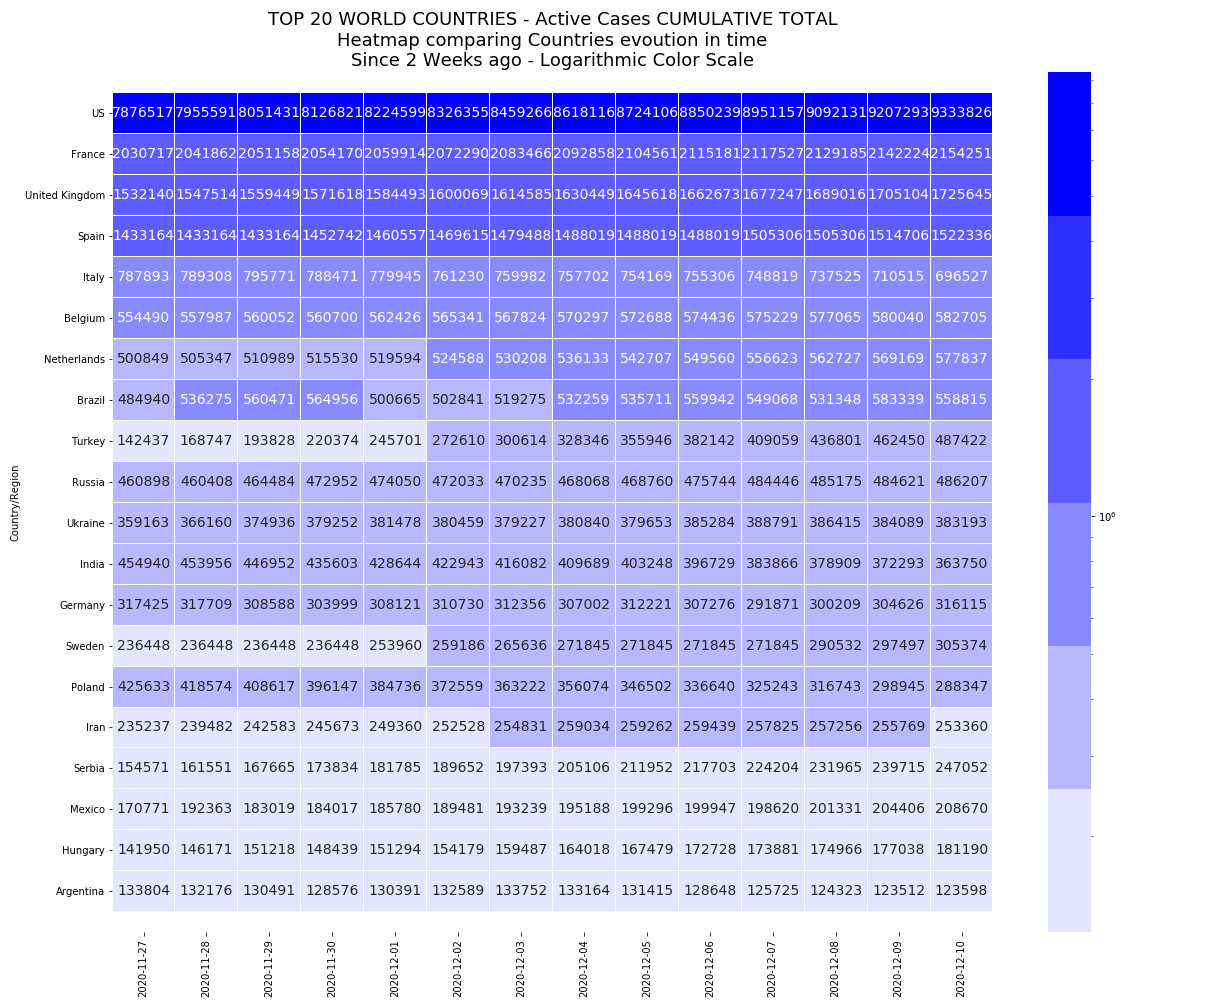 TOP 20 WORLD COUNTRIES - Active Cases CUMULATIVE TOTAL
Heatmap comparing Countries evoution in time
Since 2 Weeks ago - Logarithmic Color Scale
Country/Region
US 7876517 7955591 8051431 8126821 8224599 8326355 8459266 8618116 8724106 8850239 8951157 9092131 9207293 9333826
France 2030717 2041862 2051158 2054170 2059914 2072290 2083466 2092858 2104561 2115181 2117527 2129185 2142224 2154251
United Kingdom 1532140 1547514 1559449 1571618 1584493 1600069 1614585 1630449 1645618 1662673 1677247 1689016 1705104 1725645
Spain 1433164 1433164 1433164 1452742 1460557 1469615 1479488 1488019 1488019 1488019 1505306 1505306 1514706 1522336
Italy 787893 789308 795771 788471 779945 761230 759982 757702 754169 755306 748819 737525 710515 696527
Belgium 554490 557987 560052 560700 562426 565341 567824 570297 572688 574436 575229 577065 580040 582705
Netherlands 500849 505347 510989 515530 519594 524588 530208 536133 542707 549560 556623 562727 569169 577837
Brazil 484940 536275 560471 564956 500665 502841 519275 532259 535711 559942 549068 531348 583339 558815
Turkey 142437 168747 193828 220374 245701 272610 300614 328346 355946 382142 409059 436801 462450 487422
Russia 460898 460408 464484 472952 474050 472033 470235 468068 468760 475744 484446 485175 484621 486207
Ukraine 359163 366160 374936 379252 381478 380459 379227 380840 379653 385284 388791 386415 384089 383193
India 454940 453956 446952 435603 428644 422943 416082 409689 403248 396729 383866 378909 372293 363750
Germany 317425 317709 308588 303999 308121 310730 312356 307002 312221 307276 291871 300209 304626 316115
Sweden 236448 236448 236448 236448 253960 259186 265636 271845 271845 271845 271845 290532 297497 305374
Poland 425633 418574 408617 396147 384736 372559 363222 356074 346502 336640 325243 316743 298945 288347
Iran 235237 239482 242583 245673 249360 252528 254831 259034 259262 259439 257825 257256 255769 253360
Serbia 154571 161551 167665 173834 181785 189652 197393 205106 211952 217703 224204 231965 239715 247052
Mexico 170771 192363 183019 184017 185780 189481 193239 195188 199296 199947 198620 201331 204406 208670
Hungary 141950 146171 151218 148439 151294 154179 159487 164018 167479 172728 173881 174966 177038 181190
Argentina 133804 132176 130491 128576 130391 132589 133752 133164 131415 128648 125725 124323 123512 123598
2020-11-27 2020-11-28 2020-11-29 2020-11-30 2020-12-01 2020-12-02 2020-12-03 2020-12-04 2020-12-05 2020-12-06 2020-12-07 2020-12-08 2020-12-09 2020-12-10
10⁶